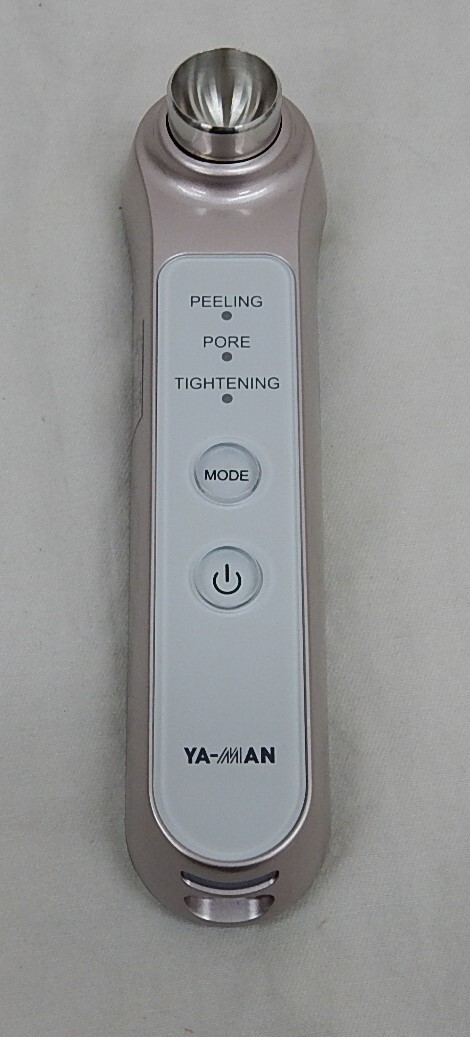 PEELING
PORE
TIGHTENING
MODE
YA-MAN